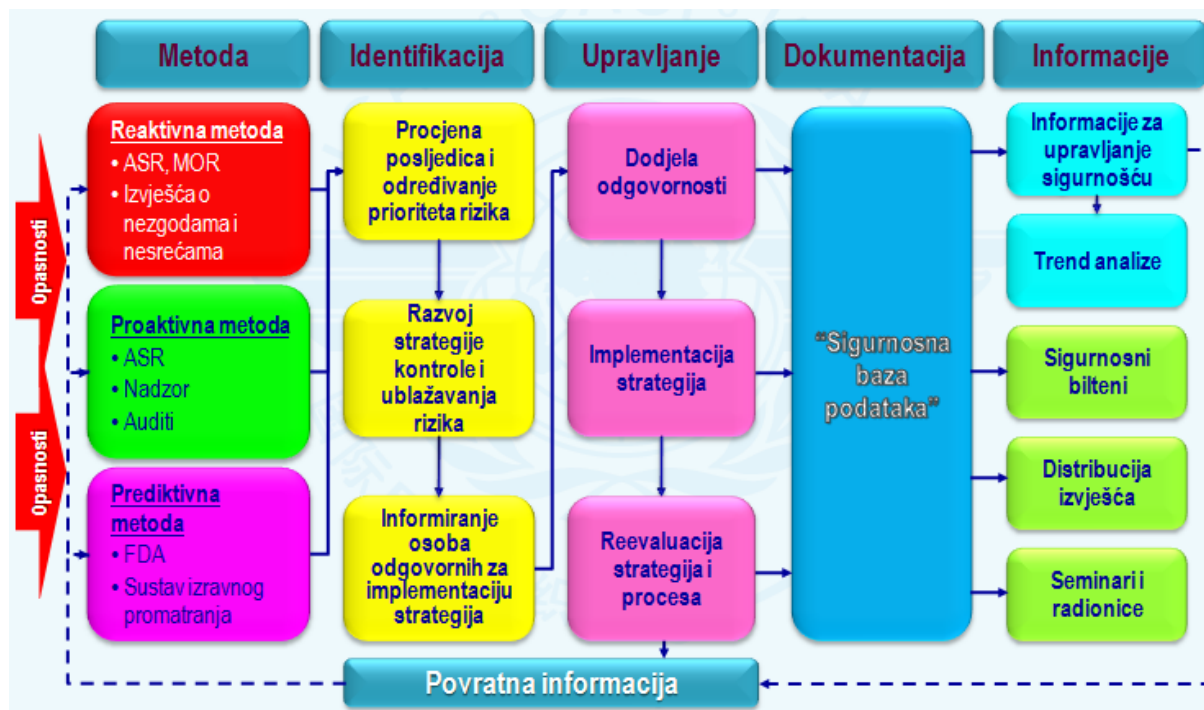 Metoda
Identifikacija
Upravljanje
Dokumentacija
Informacije
Opasnosti
Opasnosti
Reaktivna metoda
• ASR, MOR
• Izvješća o
nezgodama i
nesrećama
Proaktivna metoda
• ASR
• Nadzor
• Auditi
Prediktivna
metoda
• FDA
• Sustav izravnog
promatranja
Procjena
posljedica i
određivanje
prioriteta rizika
Razvoj
strategije
kontrole i
ublažavanja
rizika
Informiranje
osoba
odgovornih za
implementaciju
strategija
Dodjela
odgovornosti
Implementacija
strategija
Reevaluacija
strategija i
procesa
“Sigurnosna
baza
podataka”
Informacije za
upravljanje
sigurnošću
Trend analize
Sigurnosni
bilteni
Distribucija
izvješća
Seminari i
radionice
Povratna informacija